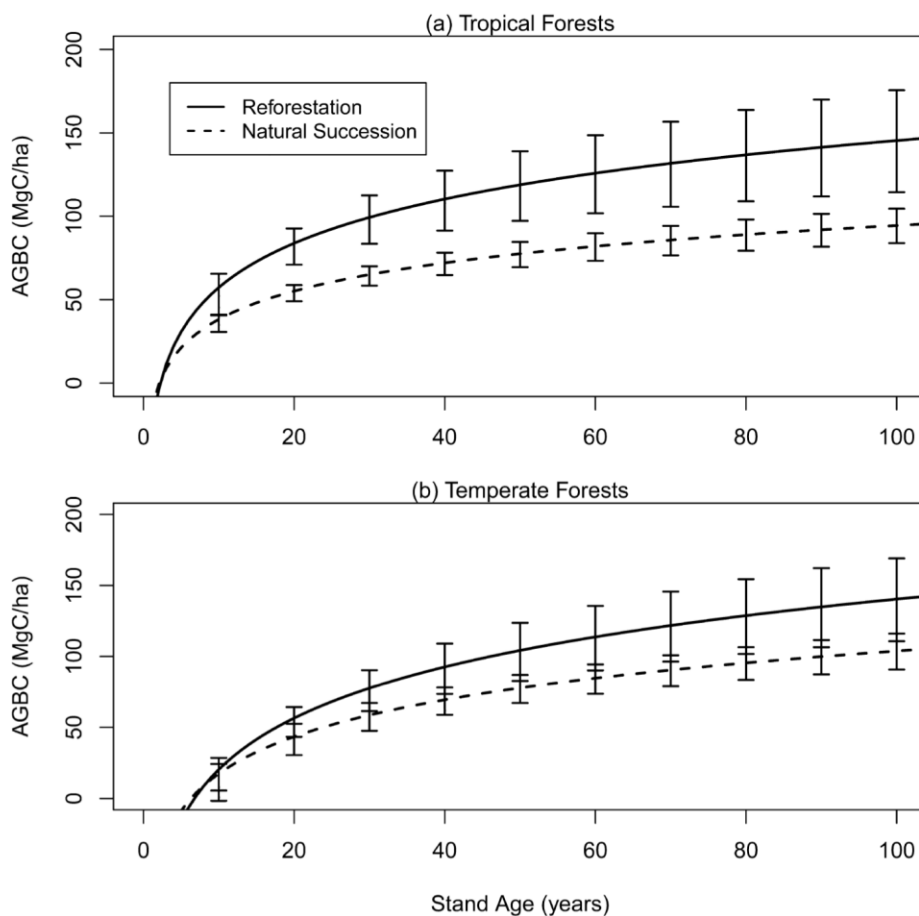 (a) Tropical Forests
200
150
100
50
0
AGBC (MgC/ha)
Reforestation
Natural Succession
0 20 40 60 80 100
(b) Temperate Forests
200
150
100
50
0
AGBC (MgC/ha)
0 20 40 60 80 100
Stand Age (years)